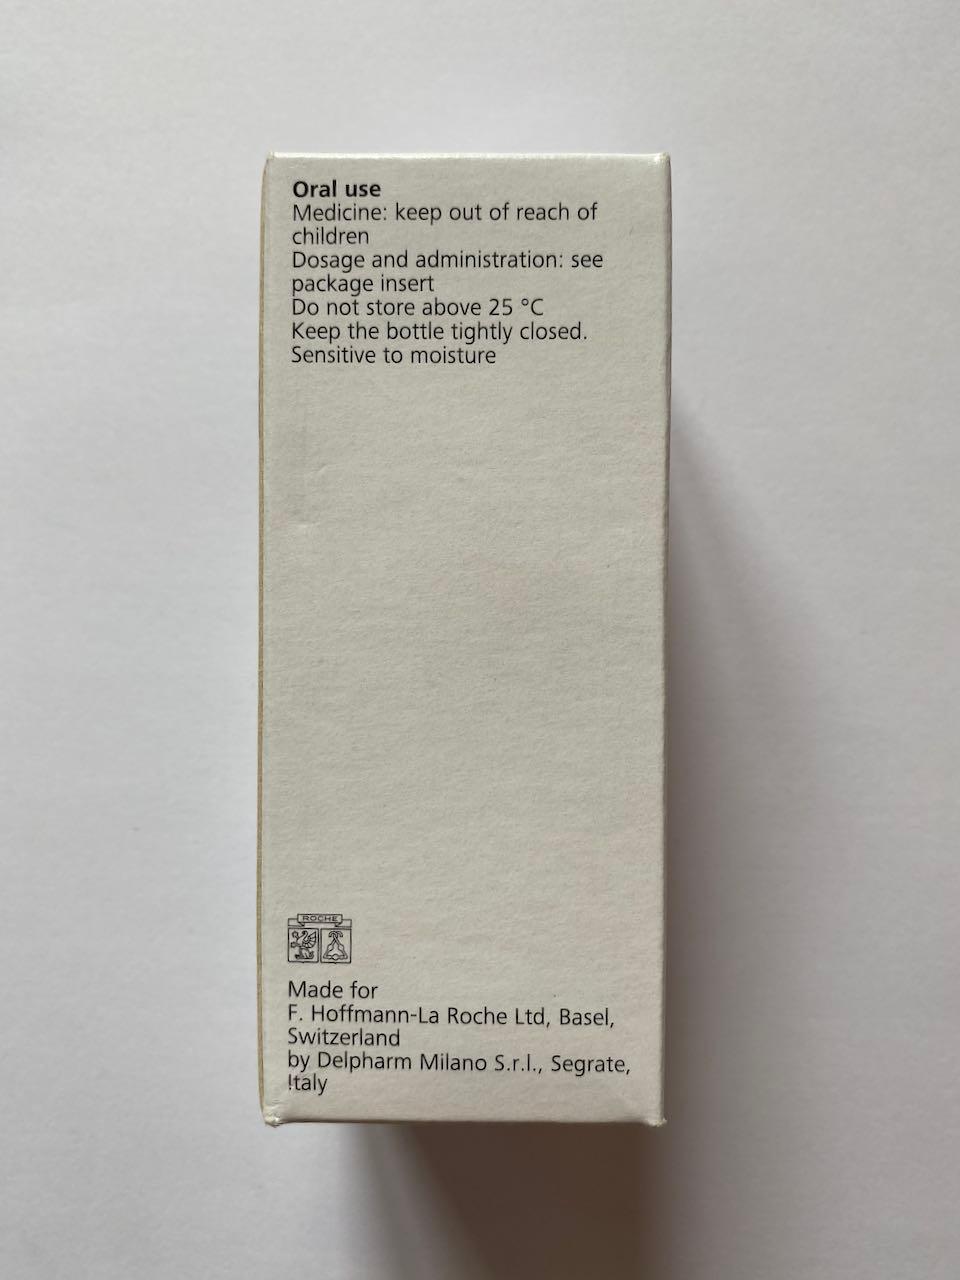 Oral use
Medicine: keep out of reach of
children
Dosage and administration: see
package insert
Do not store above 25 °C
Keep the bottle tightly closed.
Sensitive to moisture
ROCHE
Made for
F. Hoffmann-La Roche Ltd, Basel,
Switzerland
by Delpharm Milano S.r.l., Segrate,
Italy